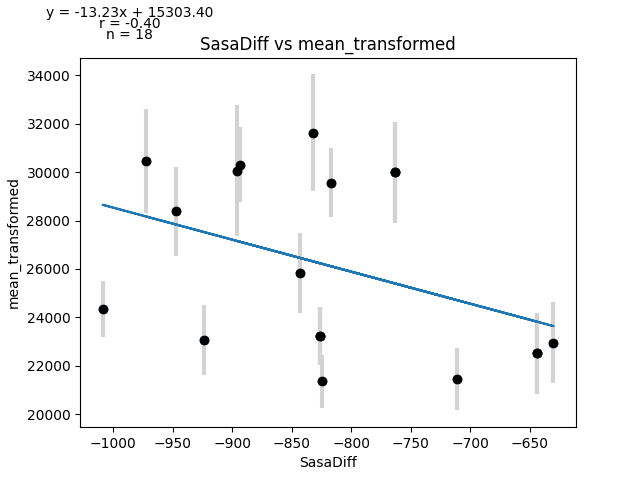 y = -13.23x + 15303.40
r = -0.40
n = 18
SasaDiff vs mean_transformed
34000
32000
30000
28000
26000
24000
22000
20000
mean_transformed
−1000 −950 −900 −850 −800 −750 −700 −650
SasaDiff